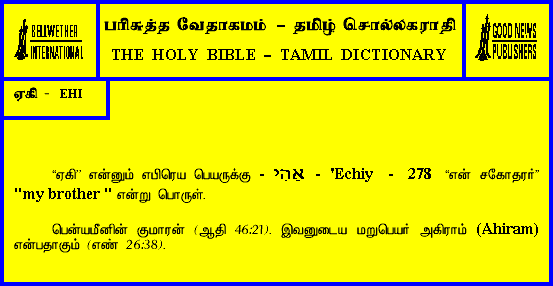 BELLWETHER
INTERNATIONAL
பரிசுத்த வேதாகமம் – தமிழ் சொல்லகராதி
THE HOLY BIBLE – TAMIL DICTIONARY
GOOD NEWS
PUBLISHERS
ஏகி - EHI
“ஏகி” என்னும் எபிரெய பெயருக்கு - אֵהִי - 'Echiy - 278 “என் சகோதரர்”
"my brother " என்று பொருள்.
பென்யமீனின் குமாரன் (ஆதி 46:21). இவனுடைய மறுபெயர் அகிராம் (Ahiram)
என்பதாகும் (எண் 26:38).